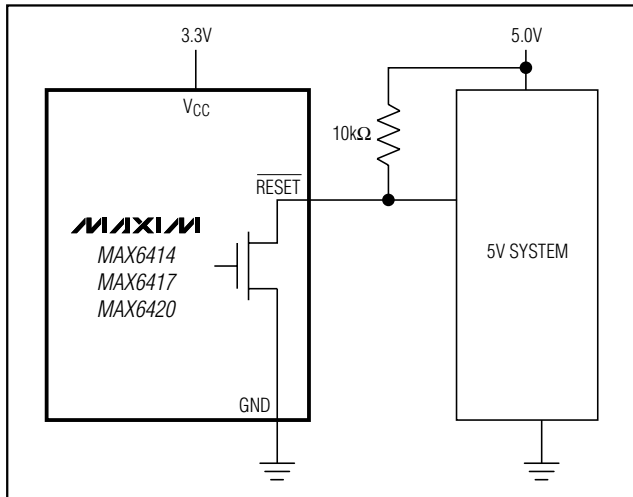 3.3V
5.0V
VCC
10kΩ
RESET
MAXIM
MAX6414
MAX6417
MAX6420
5V SYSTEM
GND